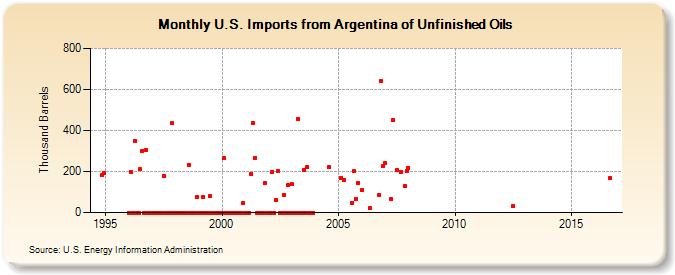 Monthly U.S. Imports from Argentina of Unfinished Oils
Thousand Barrels
800
600
400
200
0
1995 2000 2005 2010 2015
Source: U.S. Energy Information Administration